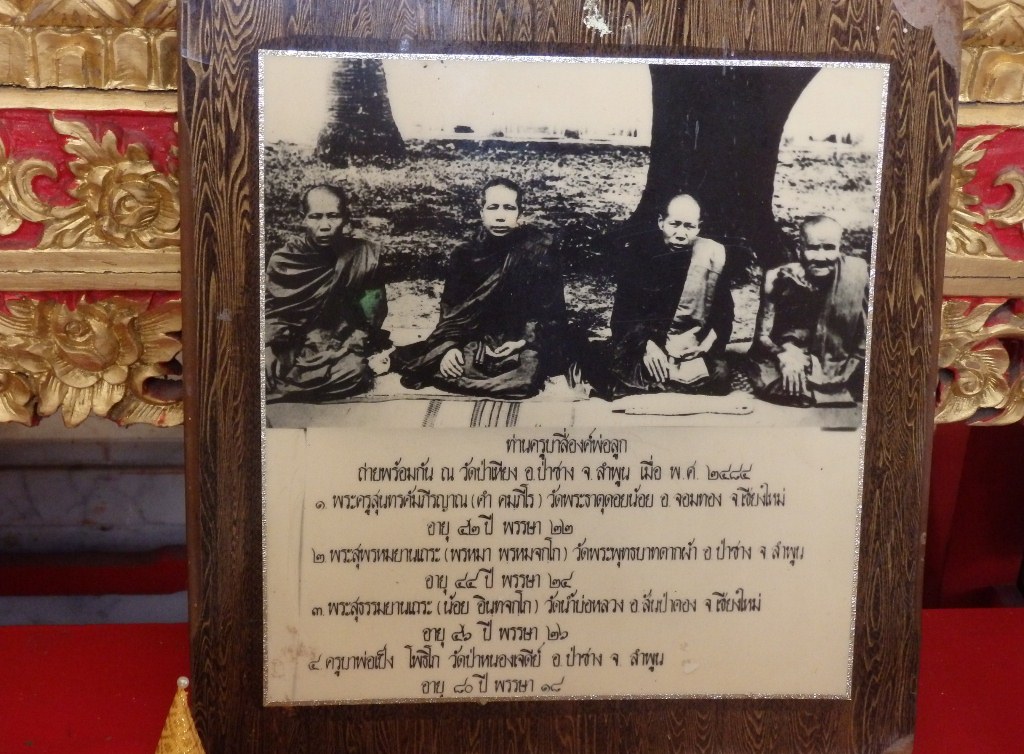 ท่านครูบาสี่องค์พ่อลูก
ถ่ายพร้อมกัน ณ วัดป่าเหียง อ.ป่าซ่าง จ.ลำพูน เมื่อ พ.ศ. ๒๔๘๔
๑ พระครูสุนทรคัมภีรญาณ (คำ คมฺภีโร) วัดพระธาตุดอยน้อย อ.จอมทอง จ.เชียงใหม่
อายุ ๔๒ ปี พรรษา ๒๒
๒ พระสุพรหมยานเถระ (พรหมา พรหมจกโก) วัดพระพุทธบาทตากผ้า อ ป่าซ่าง จ ลำพูน
อายุ ๔๔ ปี พรรษา ๒๔
๓ พระสุธรรมยานเถระ (น้อย อินทจกโก) วัดน้ำบ่อหลวง อ.สันป่าตอง จ.เชียงใหม่
อายุ ๔๖ ปี พรรษา ๒๖
๔ ครูบาพ่อเป็ง โพธิโก วัดป่าหนองเจดีย์ อ.ป่าซ่าง จ ลำพูน
อายุ ๘๐ ปี พรรษา ๑๘